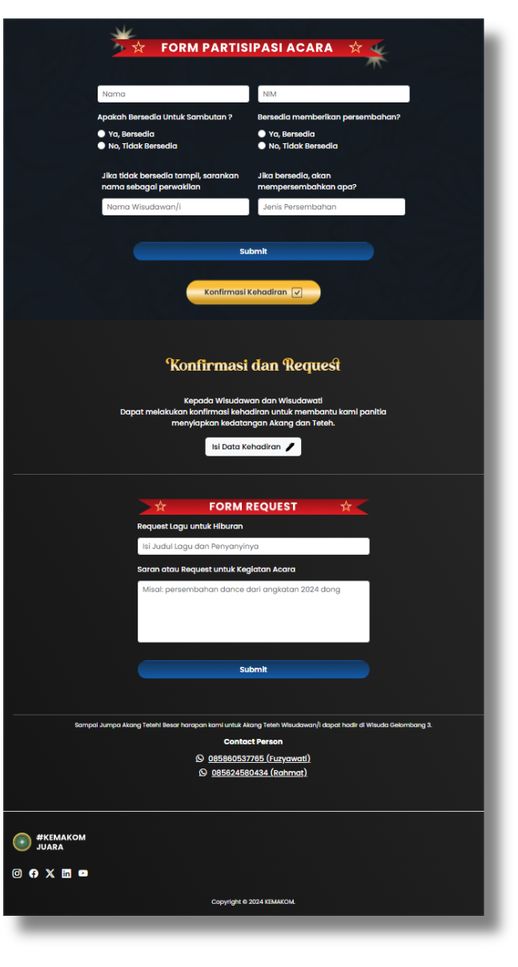 FORM PARTISIPASI ACARA
Nama
NIM
Apakah Bersedia Untuk Sambutan ?
Ya, Bersedia
No, Tidak Bersedia
Bersedia memberikan persembahan?
Ya, Bersedia
No, Tidak Bersedia
Jika tidak bersedia tampil, sarankan
nama sebagai perwakilan
Nama Wisudawan/i
Jika bersedia, akan
mempersembahkan apa?
Jenis Persembahan
Submit
Konfirmasi Kehadiran
Konfirmasi dan Request
Kepada Wisudawan dan Wisudawati
Dapat melakukan konfirmasi kehadiran untuk membantu kami panitia
menyiapkan kedatangan Akang dan Teteh.
Isi Data Kehadiran
FORM REQUEST
Request Lagu untuk Hiburan
Isi Judul Lagu dan Penyanyinya
Saran atau Request untuk Kegiatan Acara
Misal: persembahan dance dari angkatan 2024 dong
Submit
Sampai Jumpa Akang Teteh! Besar harapan kami untuk Akang Teteh Wisudawan/i dapat hadir di Wisuda Gelombang 3.
Contact Person
085860537765 (Fuzyawati)
085624580434 (Rahmat)
#KEMAKOM
JUARA
Copyright © 2024 KEMAKOM.